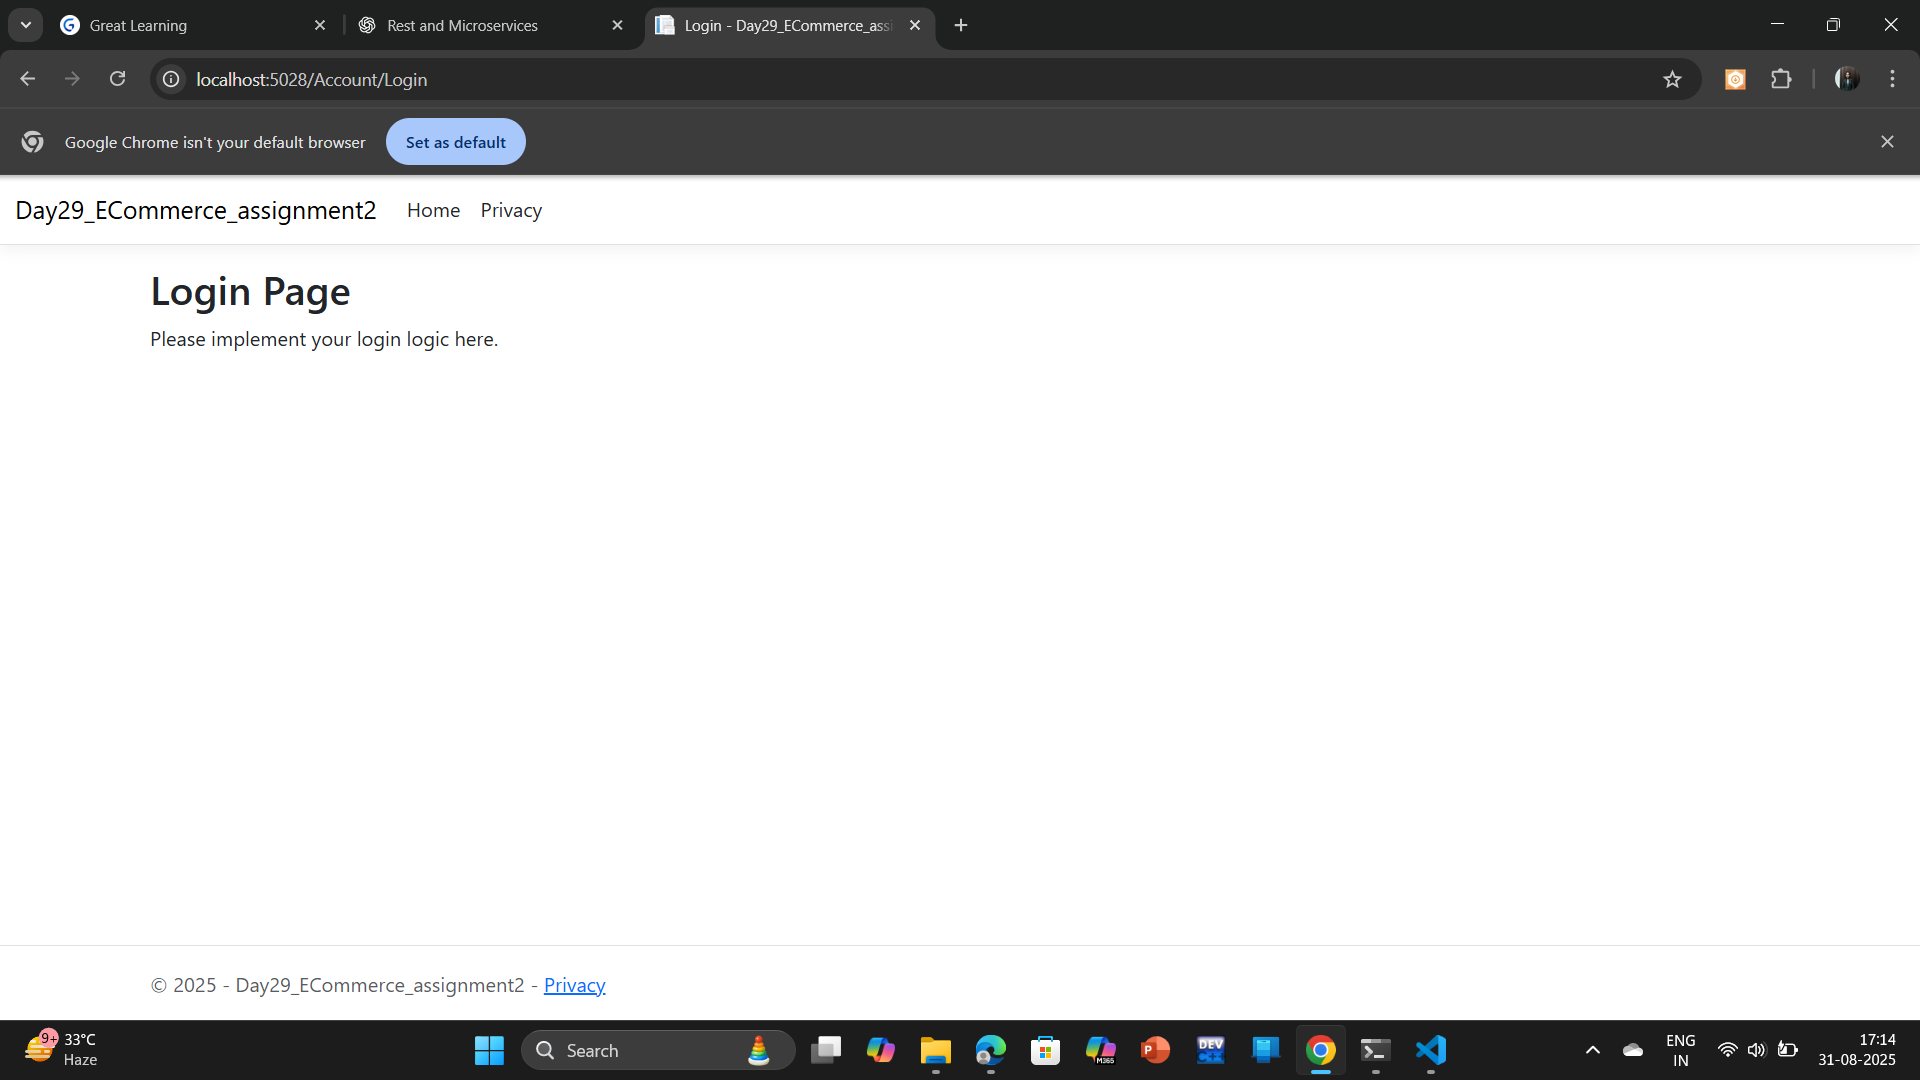 Great Learning
Rest and Microservices
Login - Day29_ECommerce_assi
localhost:5028/Account/Login
Google Chrome isn't your default browser
Set as default
Day29_ECommerce_assignment2
Home
Privacy
Login Page
Please implement your login logic here.
© 2025 - Day29_ECommerce_assignment2 - Privacy
9+
33°C
Haze
Search
M365
P
DEV
C++
ENG
IN
17:14
31-08-2025